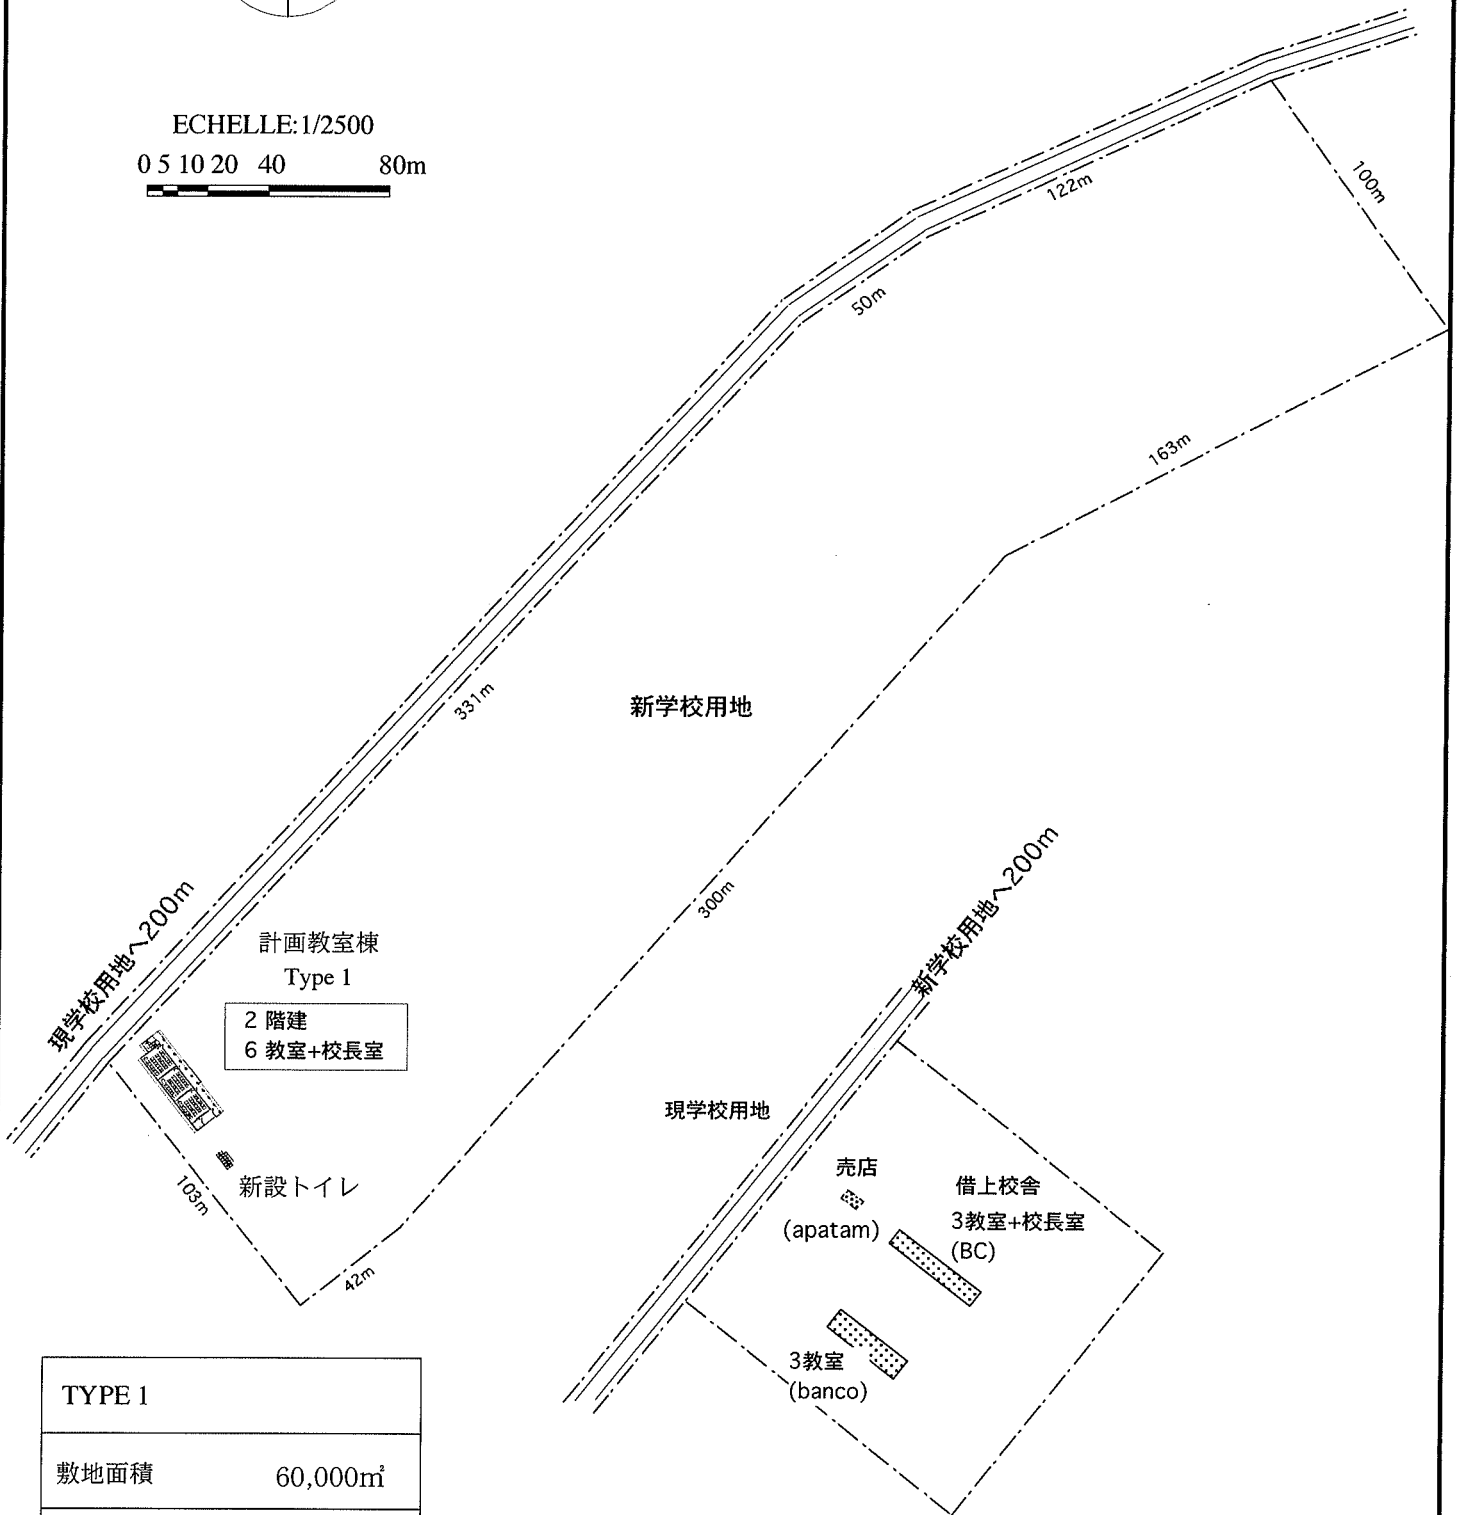 ECHELLE:1/2500
0 5 10 20 40 80m
122m
100m
50m
163m
331m
新学校用地
300m
現学校用地へ200m
新学校用地へ200m
計画教室棟
Type 1
2 階建
6 教室+校長室
103m
新設トイレ
42m
現学校用地
売店
(apatam)
借上校舎
3教室+校長室
(BC)
3教室
(banco)
TYPE 1
敷地面積 60,000㎡